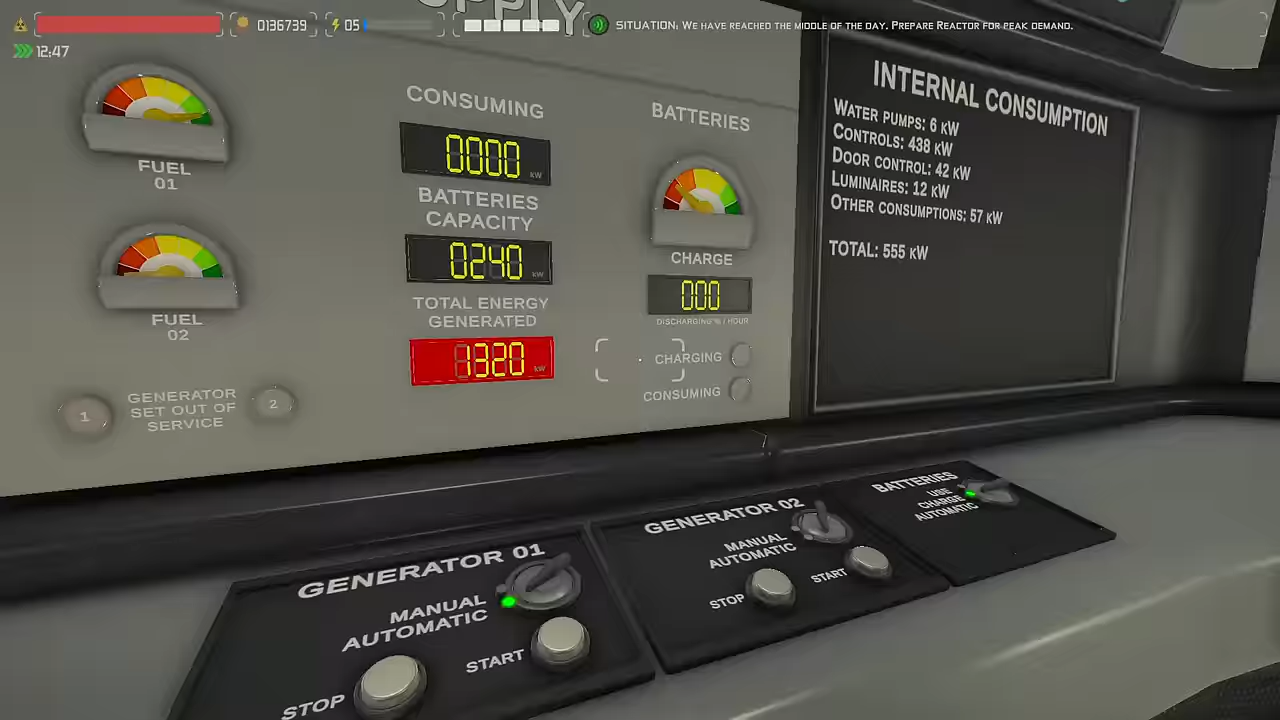 0136739
05
SITUATION: WE HAVE REACHED THE MIDDLE OF THE DAY. PREPARE REACTOR FOR PEAK DEMAND.
12:47
SUPPLY
FUEL
01
FUEL
02
1
GENERATOR
SET OUT OF
SERVICE
2
CONSUMING
0000
kW
BATTERIES
CAPACITY
0240
kW
TOTAL ENERGY
GENERATED
1320
kW
BATTERIES
CHARGE
000
DISCHARGING % / HOUR
CHARGING
CONSUMING
INTERNAL CONSUMPTION
WATER PUMPS: 6 KW
CONTROLS: 438 KW
DOOR CONTROL: 42 KW
LUMINAIRES: 12 KW
OTHER CONSUMPTIONS: 57 KW
TOTAL: 555 KW
GENERATOR 01
MANUAL
AUTOMATIC
STOP
START
GENERATOR 02
MANUAL
AUTOMATIC
STOP
START
BATTERIES
USE
CHARGE
AUTOMATIC